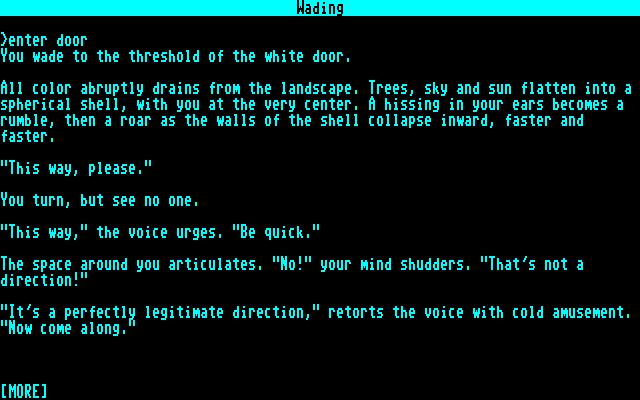 Wading
}enter door
You wade to the threshold of the white door.
All color abruptly drains from the landscape. Trees, sky and sun flatten into a
spherical shell, with you at the very center. A hissing in your ears becomes a
rumble, then a roar as the walls of the shell collapse inward, faster and
faster.
"This way, please."
You turn, but see no one.
"This way," the voice urges. "Be quick."
The space around you articulates. "No!" your mind shudders. "That's not a
direction!"
"It's a perfectly legitimate direction," retorts the voice with cold amusement.
"Now come along."
[MORE]